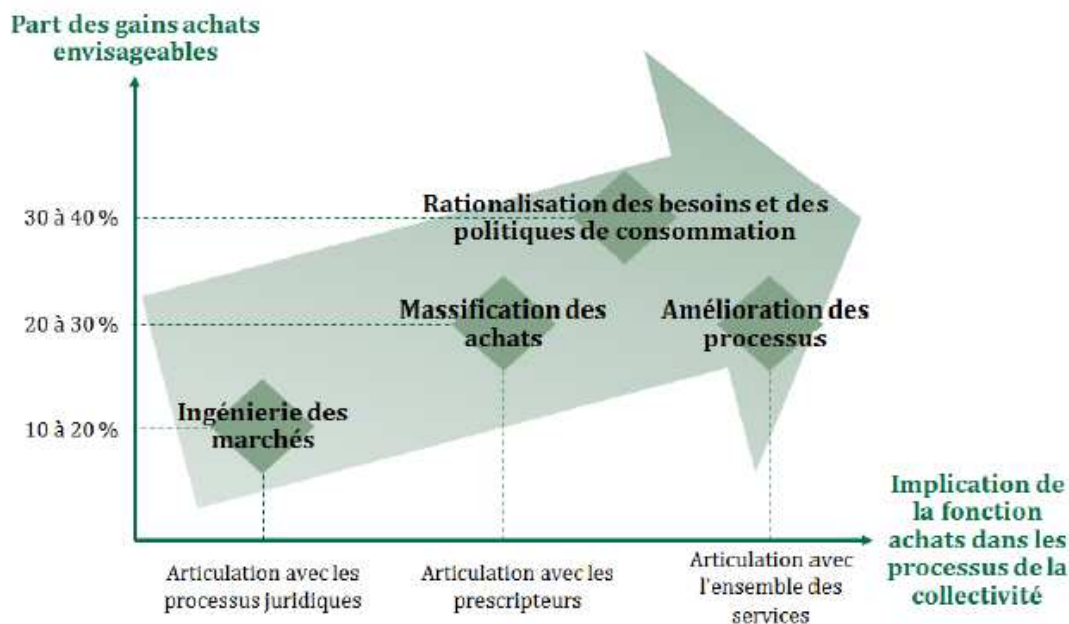 Part des gains achats
envisageables
30 à 40 %
Rationalisation des besoins et des
politiques de consommation
20 à 30 %
Massification des
achats
Amélioration des
processus
10 à 20 %
Ingénierie des
marchés
Implication de
la fonction
achats dans les
processus de la
collectivité
Articulation avec les
processus juridiques
Articulation avec les
prescripteurs
Articulation avec
l'ensemble des
services